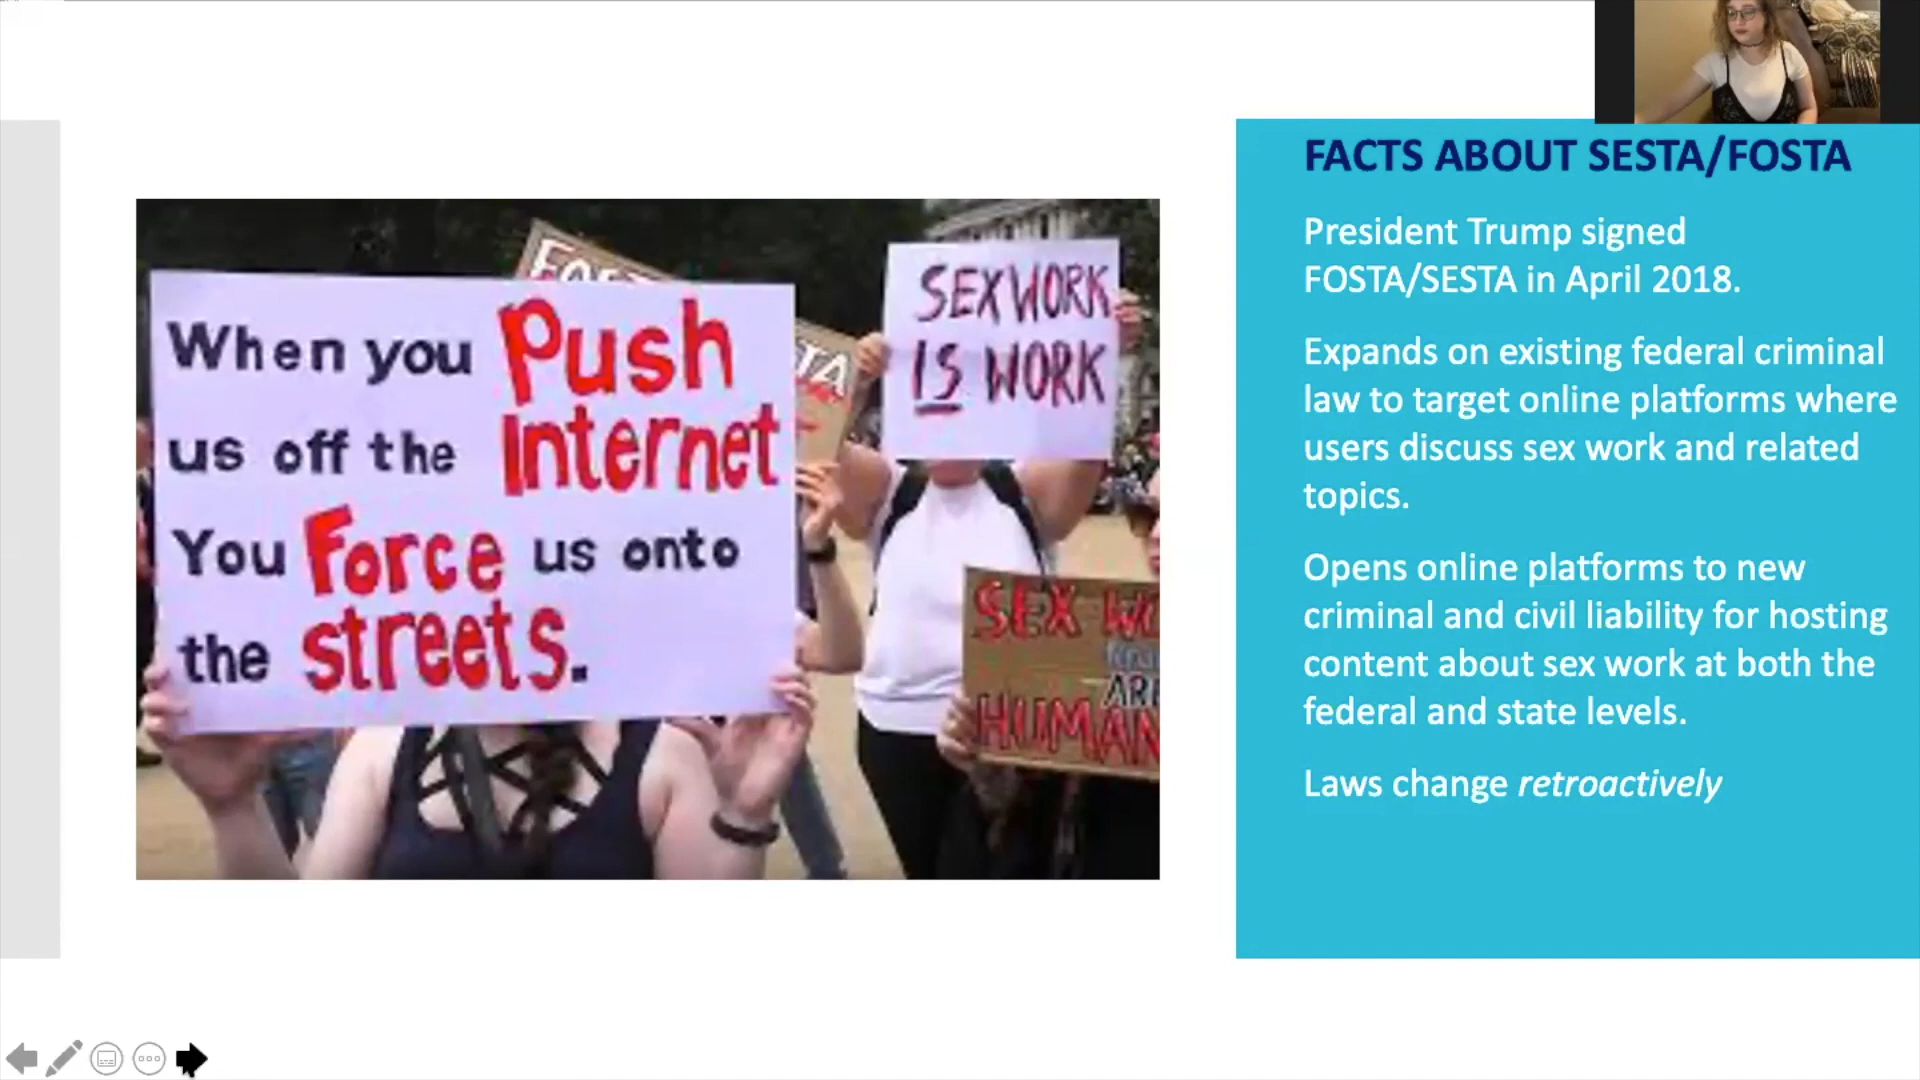 FACTS ABOUT SESTA/FOSTA
President Trump signed
FOSTA/SESTA in April 2018.
Expands on existing federal criminal
law to target online platforms where
users discuss sex work and related
topics.
Opens online platforms to new
criminal and civil liability for hosting
content about sex work at both the
federal and state levels.
Laws change retroactively
When you Push
us off the Internet
You Force us onto
the streets.
SEX WORK
IS WORK
SEX
HUMAN